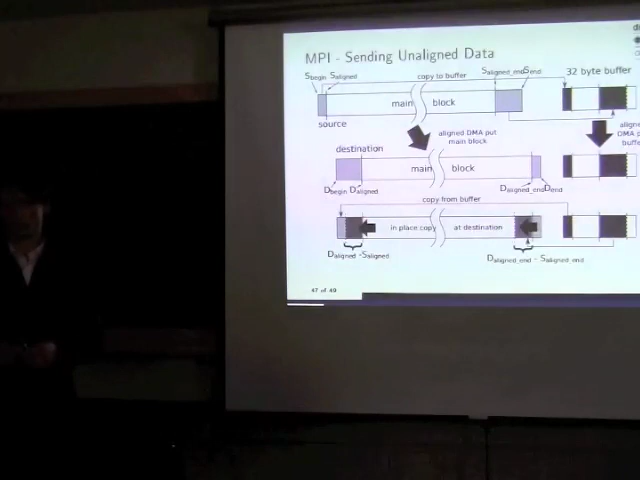 MPI - Sending Unaligned Data
Sbegin Saligned
copy to buffer
Saligned_end Send
32 byte buffer
main block
source
aligned DMA put
main block
destination
main block
Dbegin Daligned
Daligned_end Dend
copy from buffer
in place copy at destination
Daligned -Saligned
Daligned_end - Saligned_end
47 of 49